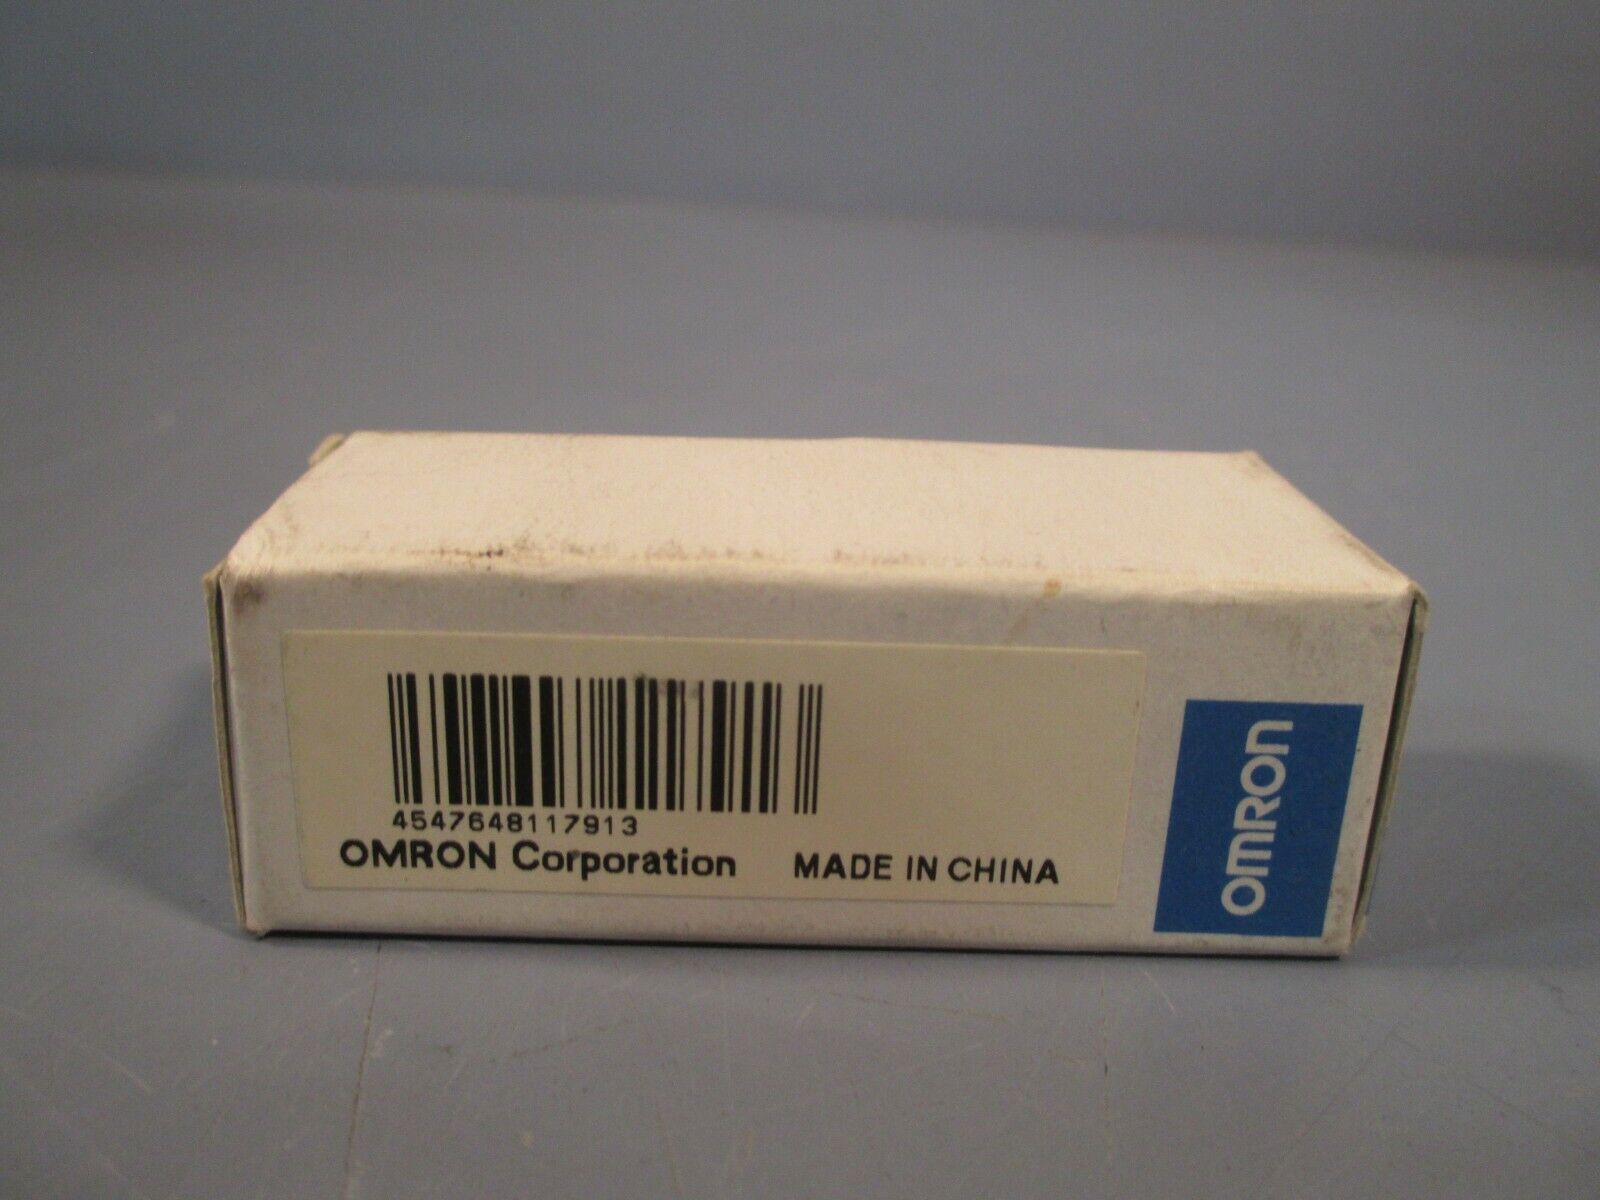 4547648117913
OMRON Corporation MADE IN CHINA
OMRON